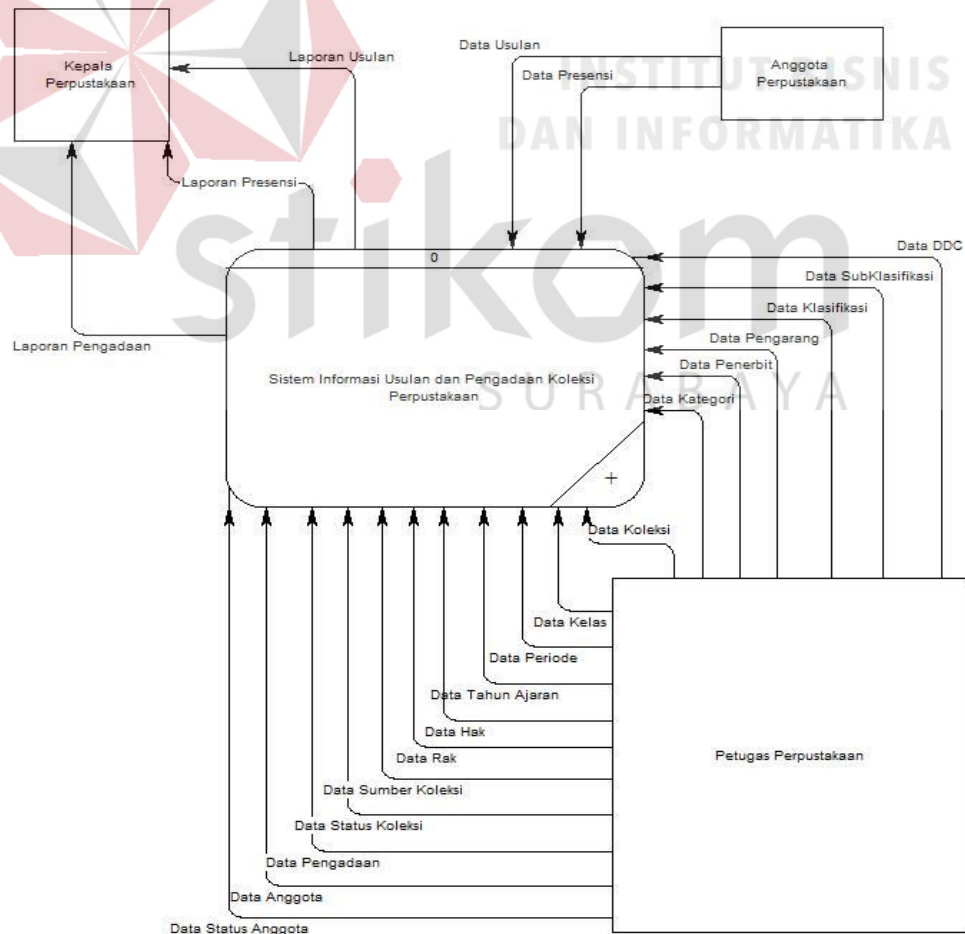 Kepala
Perpustakaan
Laporan Usulan
Data Usulan
Data Presensi
Anggota
Perpustakaan
INSTITUT BISNIS
DAN INFORMATIKA
stikom
SURABAYA
Laporan Presensi
Laporan Pengadaan
0
Sistem Informasi Usulan dan Pengadaan Koleksi
Perpustakaan
+
Data DDC
Data SubKlasifikasi
Data Klasifikasi
Data Pengarang
Data Penerbit
Data Kategori
Data Koleksi
Data Kelas
Data Periode
Data Tahun Ajaran
Data Hak
Data Rak
Data Sumber Koleksi
Data Status Koleksi
Data Pengadaan
Data Anggota
Data Status Anggota
Petugas Perpustakaan